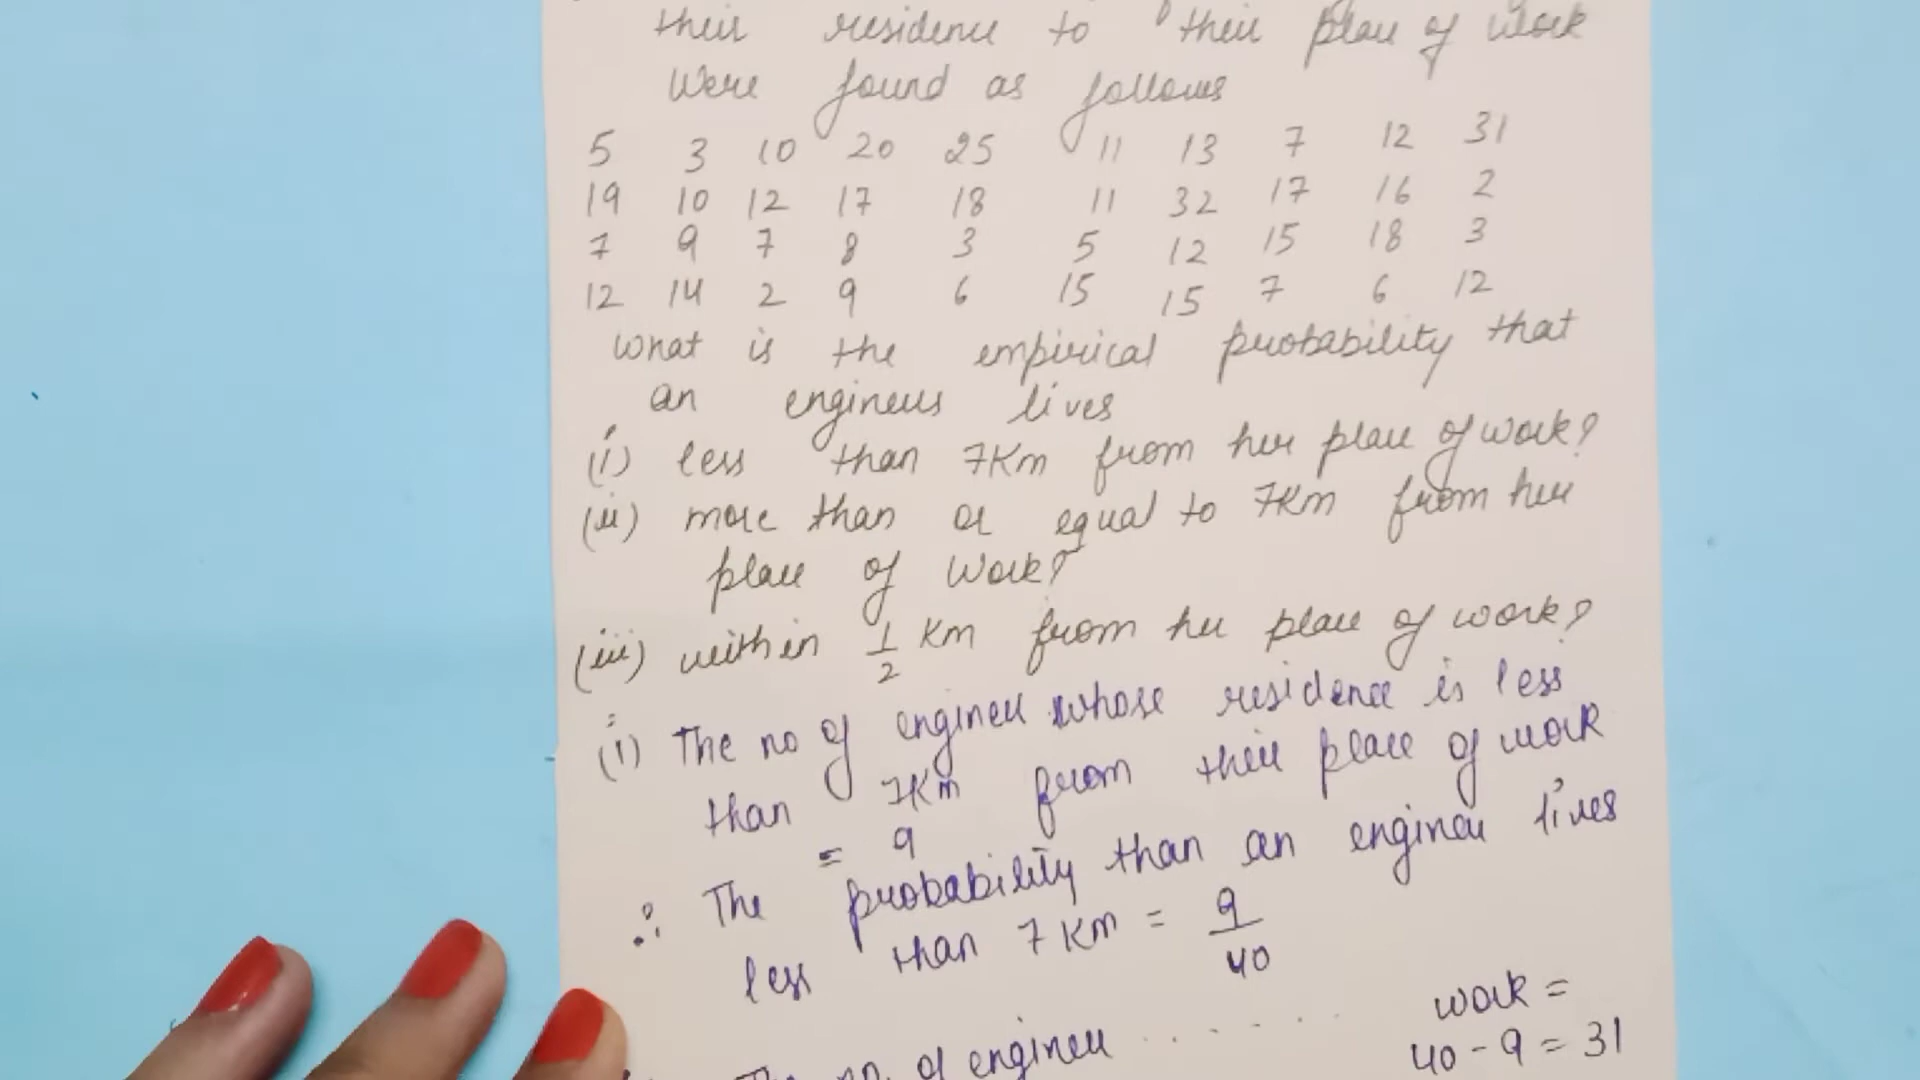 their residence to their place of work
Were found as follows
5 3 10 20 25 11 13 7 12 31
19 10 12 17 18 11 32 17 16 2
7 9 7 8 3 5 12 15 18 3
12 14 2 9 6 15 15 7 6 12
What is the empirical probability that
an engineers lives
(i) less than 7Km from her place of work?
(ii) more than or equal to 7Km from her
place of Work?
(iii) within 1/2 Km from her place of work?
(i) The no of engineer whose residence is less
than 7Km from their place of work
= 9
∴ The probability than an engineer lives
less than 7 Km = 9/40
The no. of engineer ....... work =
40 - 9 = 31